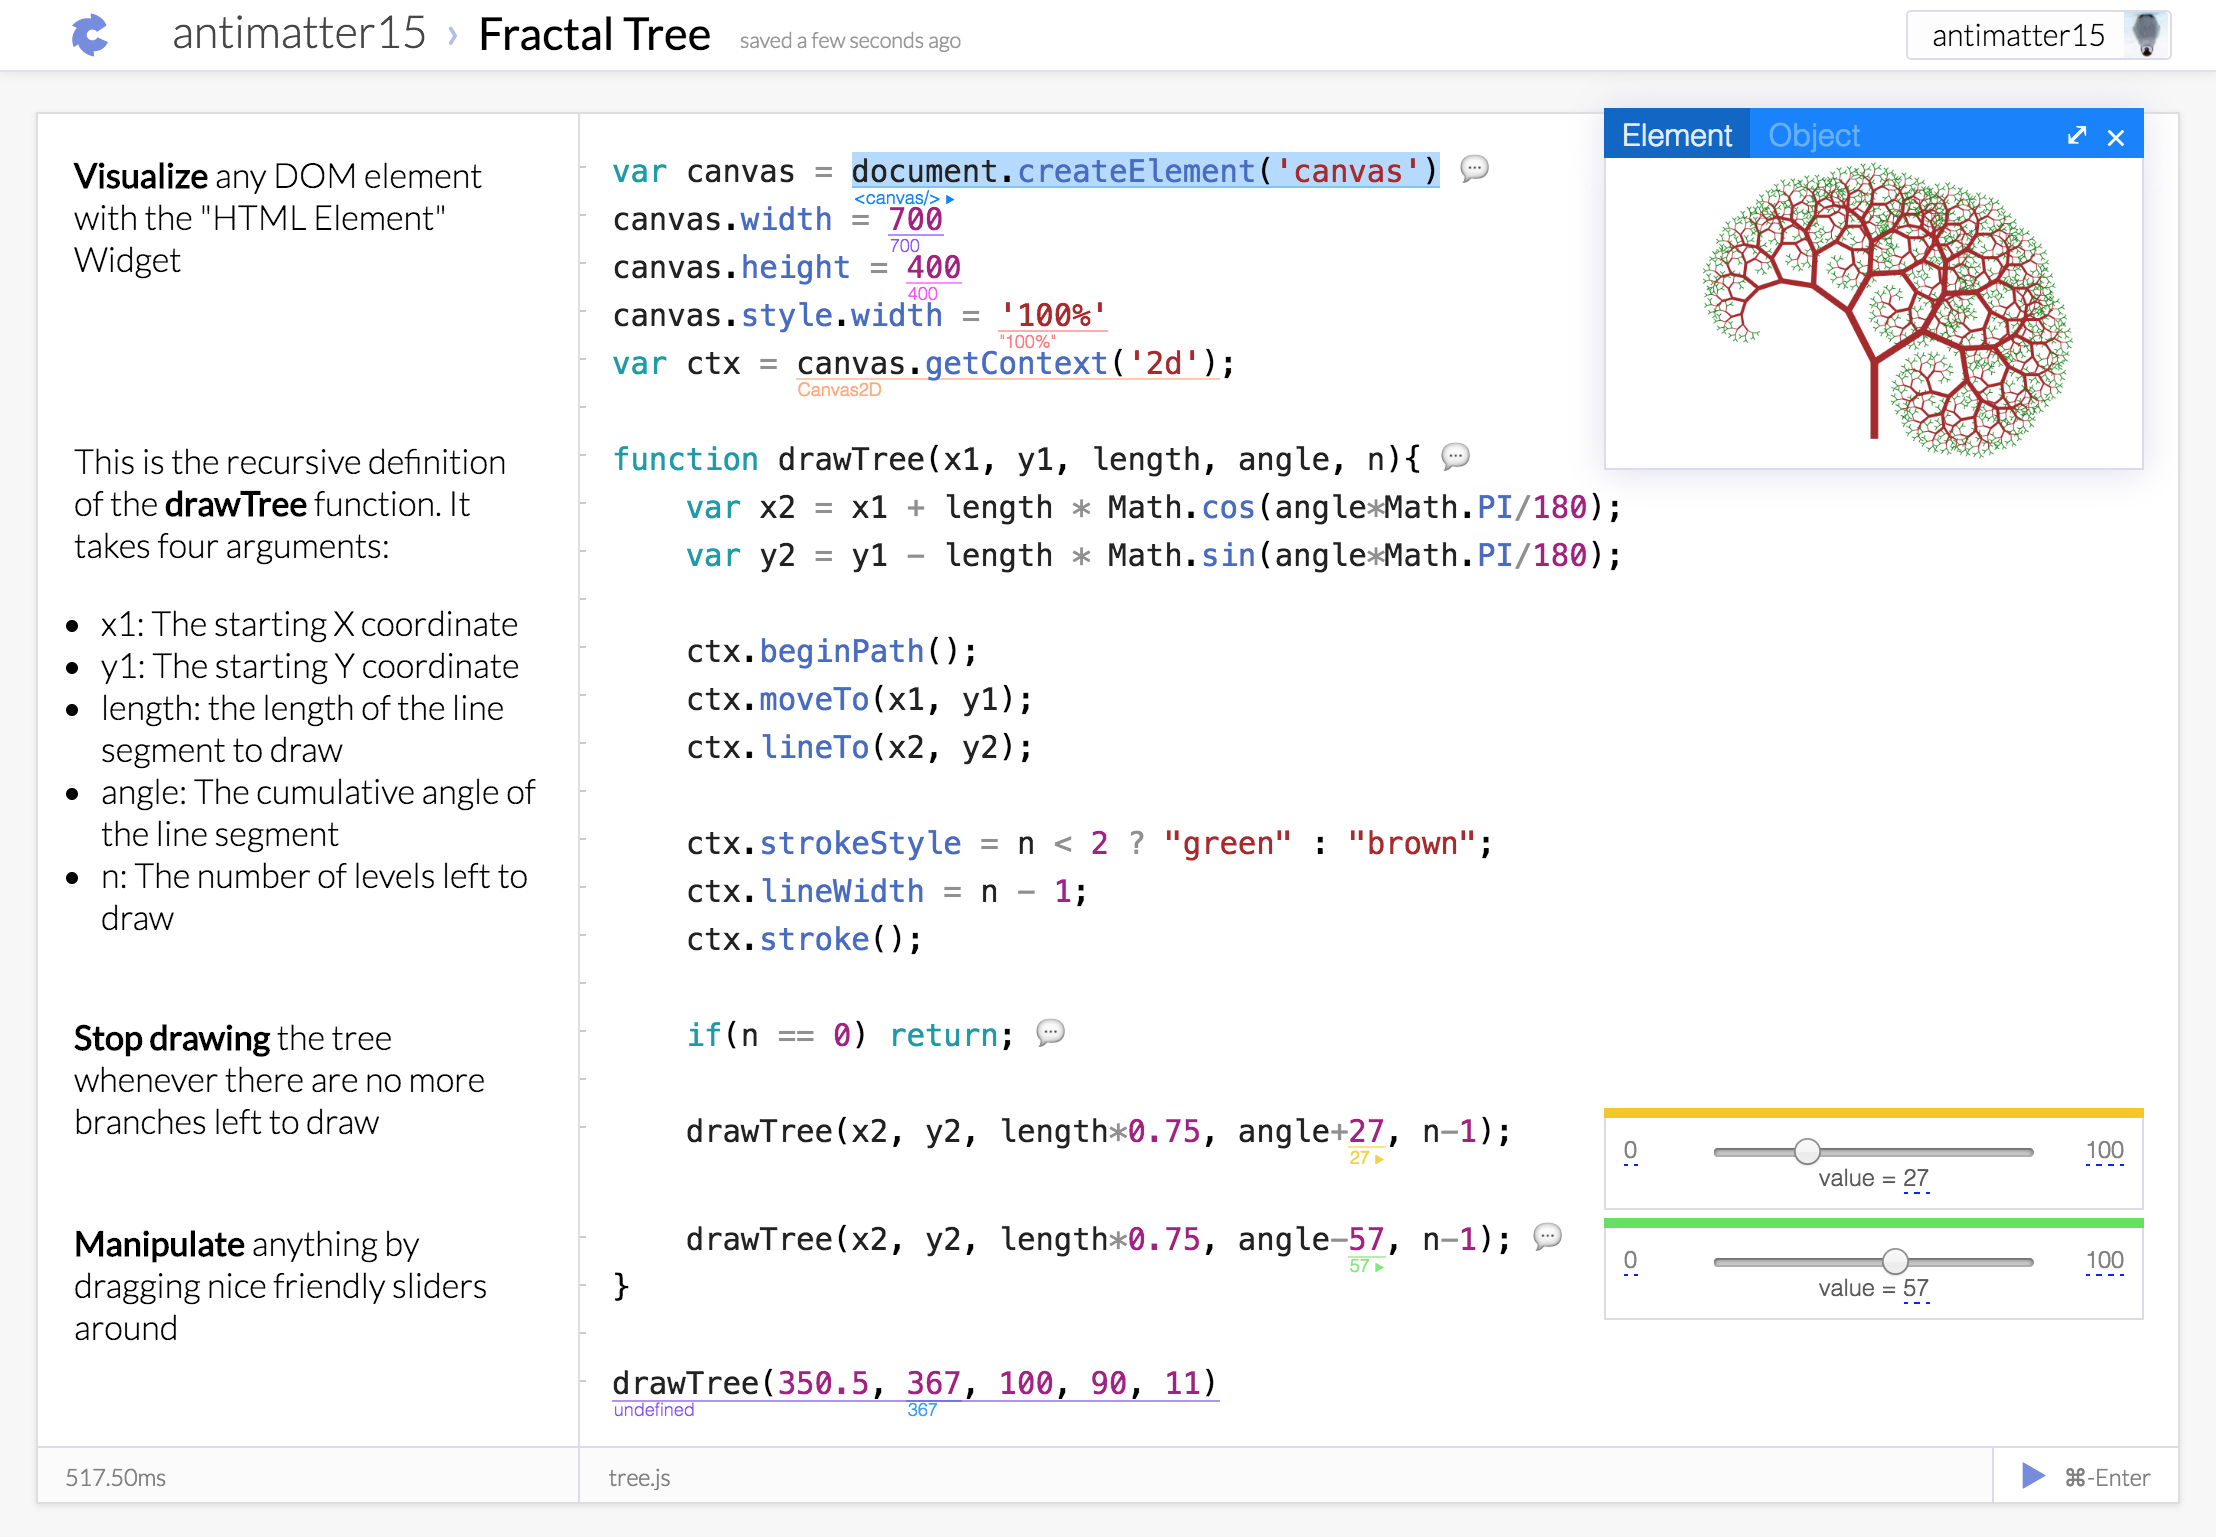 antimatter15 › Fractal Tree saved a few seconds ago
antimatter15
Visualize any DOM element
with the "HTML Element"
Widget
This is the recursive definition
of the drawTree function. It
takes four arguments:
• x1: The starting X coordinate
• y1: The starting Y coordinate
• length: the length of the line
segment to draw
• angle: The cumulative angle of
the line segment
• n: The number of levels left to
draw
Stop drawing the tree
whenever there are no more
branches left to draw
Manipulate anything by
dragging nice friendly sliders
around
var canvas = document.createElement('canvas')
<canvas/> ▸
canvas.width = 700
700
canvas.height = 400
400
canvas.style.width = '100%'
"100%"
var ctx = canvas.getContext('2d');
Canvas2D
function drawTree(x1, y1, length, angle, n){
var x2 = x1 + length * Math.cos(angle*Math.PI/180);
var y2 = y1 - length * Math.sin(angle*Math.PI/180);
ctx.beginPath();
ctx.moveTo(x1, y1);
ctx.lineTo(x2, y2);
ctx.strokeStyle = n < 2 ? "green" : "brown";
ctx.lineWidth = n - 1;
ctx.stroke();
if(n == 0) return;
drawTree(x2, y2, length*0.75, angle+27, n-1);
27 ▸
drawTree(x2, y2, length*0.75, angle-57, n-1);
57 ▸
}
drawTree(350.5, 367, 100, 90, 11)
undefined 367
Element Object
0 100
value = 27
0 100
value = 57
517.50ms
tree.js
⌘-Enter